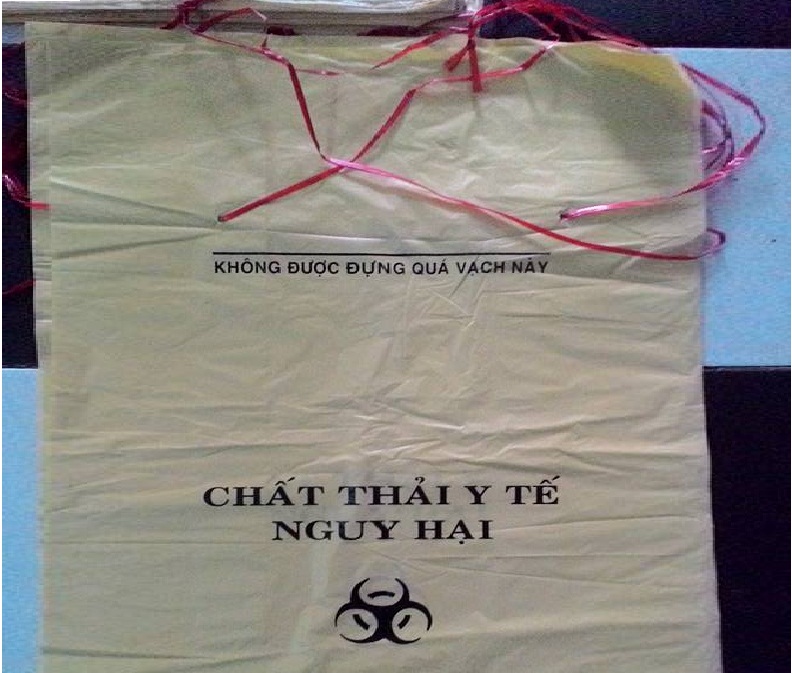 KHÔNG ĐƯỢC ĐỰNG QUÁ VẠCH NÀY
CHẤT THẢI Y TẾ
NGUY HẠI